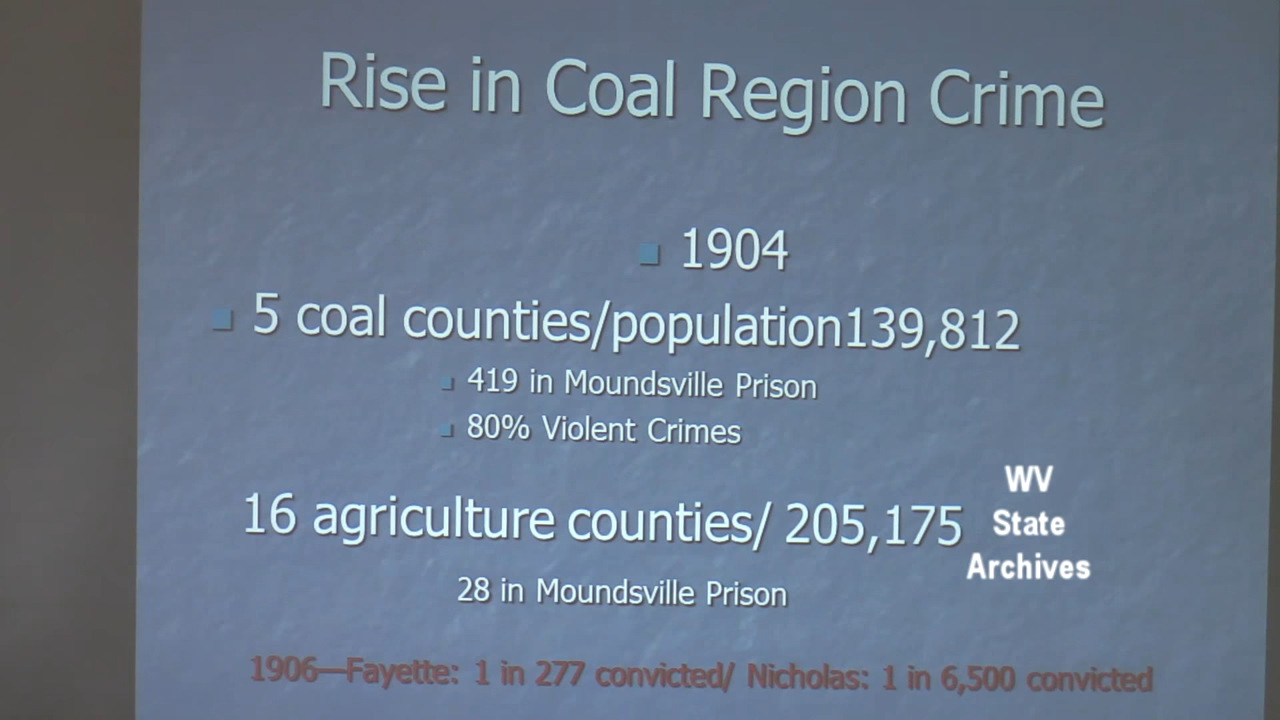 Rise in Coal Region Crime
1904
5 coal counties/population139,812
419 in Moundsville Prison
80% Violent Crimes
16 agriculture counties/ 205,175
28 in Moundsville Prison
WV
State
Archives
1906—Fayette: 1 in 277 convicted/ Nicholas: 1 in 6,500 convicted